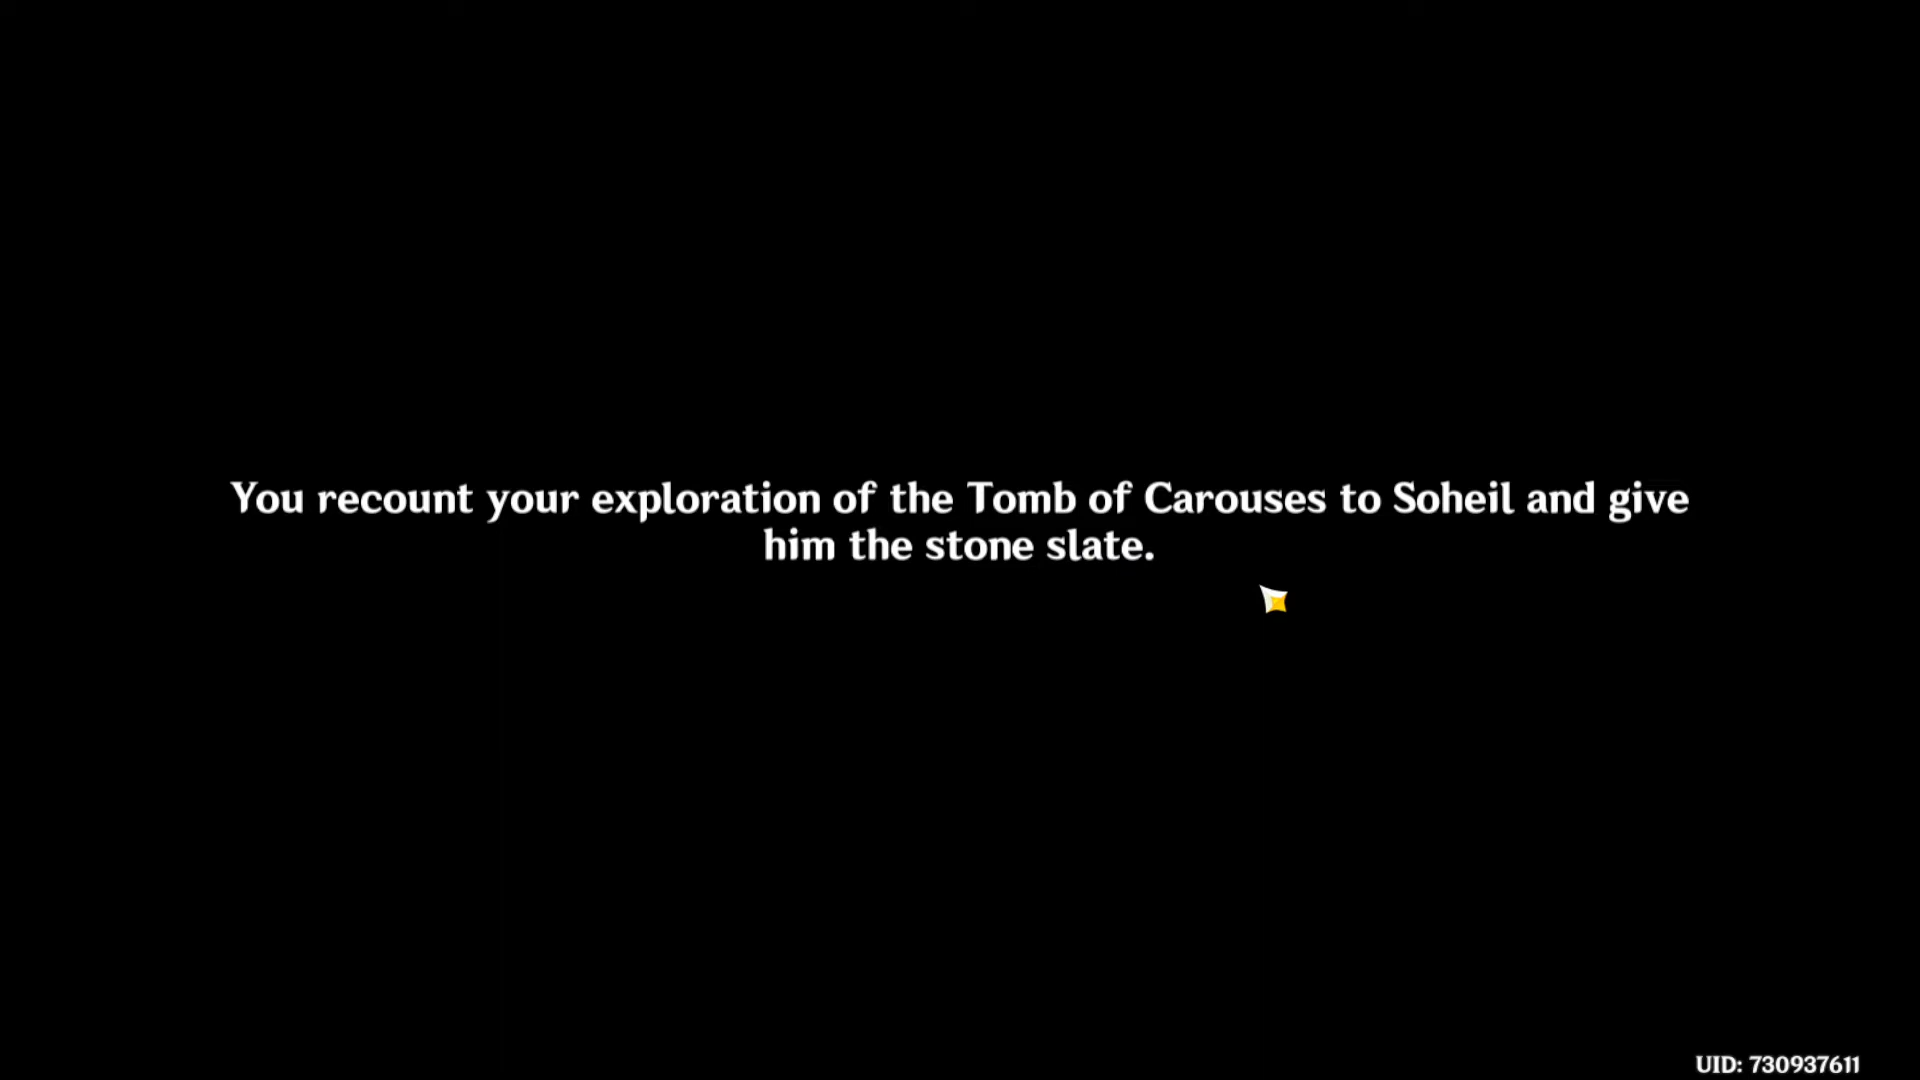 You recount your exploration of the Tomb of Carouses to Soheil and give
him the stone slate.
UID: 730937611